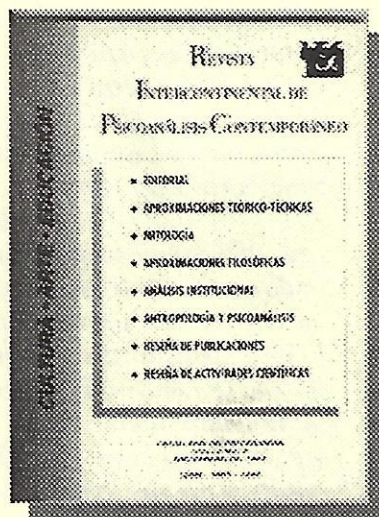 REVISTA
INTERCONTINENTAL DE
PSICOANÁLISIS CONTEMPORÁNEO
CULTURA • ARTE • EDUCACIÓN
EDITORIAL
APROXIMACIONES TEÓRICO-TÉCNICAS
MITOLOGÍA
APROXIMACIONES FILOSÓFICAS
ANÁLISIS INSTITUCIONAL
ANTROPOLOGÍA Y PSICOANÁLISIS
RESEÑA DE PUBLICACIONES
RESEÑA DE ACTIVIDADES CIENTÍFICAS